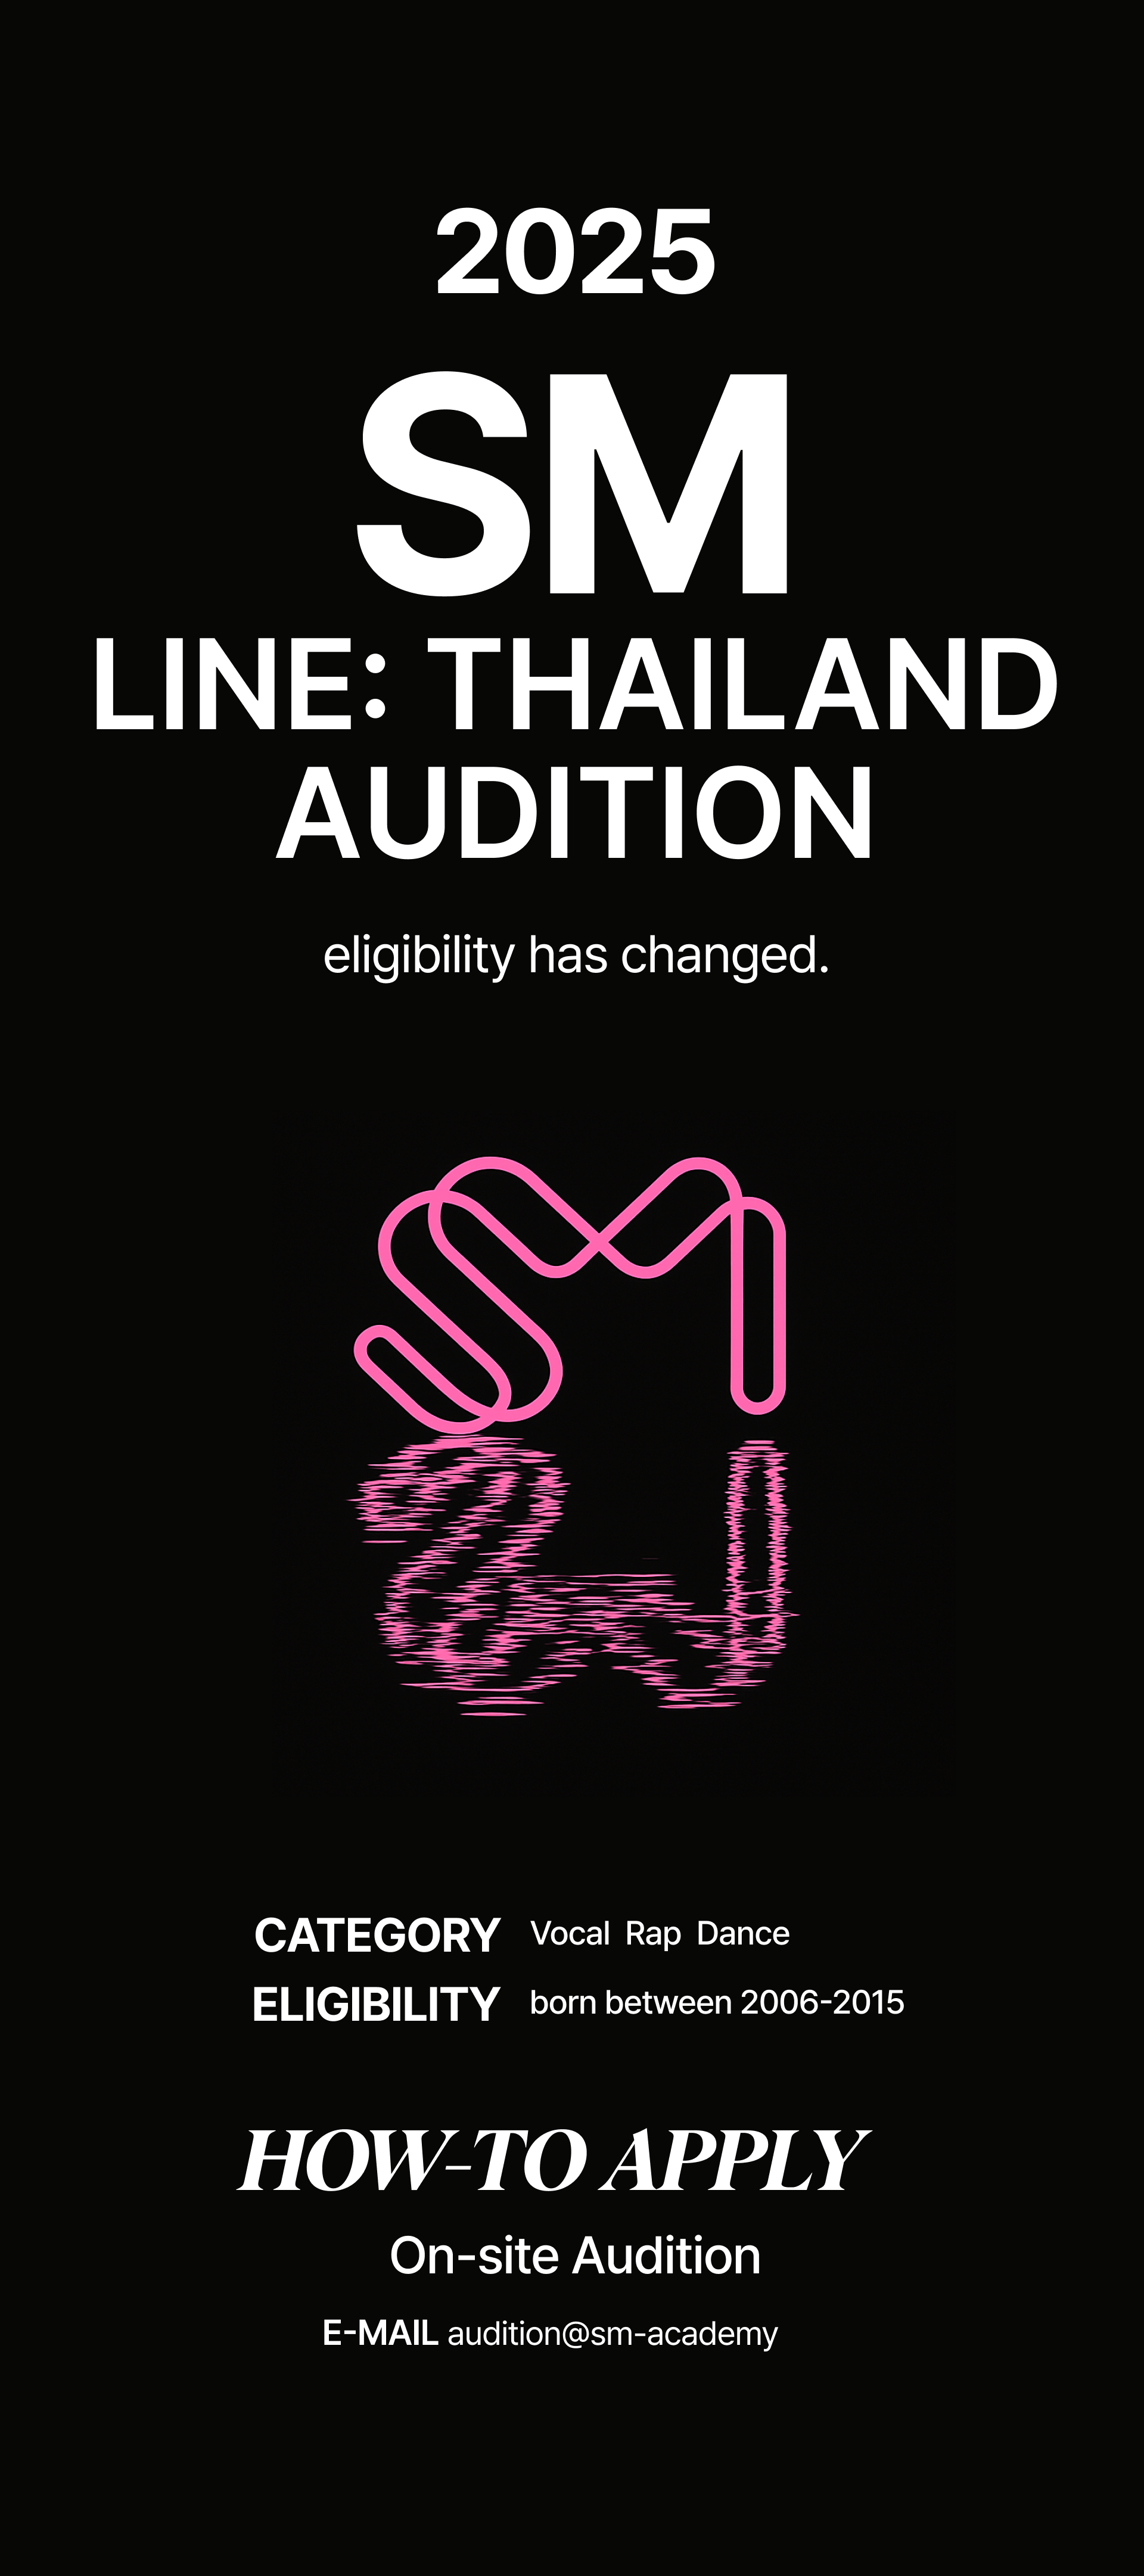 2025
SM
LINE: THAILAND
AUDITION
eligibility has changed.
SM
CATEGORY Vocal Rap Dance
ELIGIBILITY born between 2006-2015
HOW-TO APPLY
On-site Audition
E-MAIL audition@sm-academy